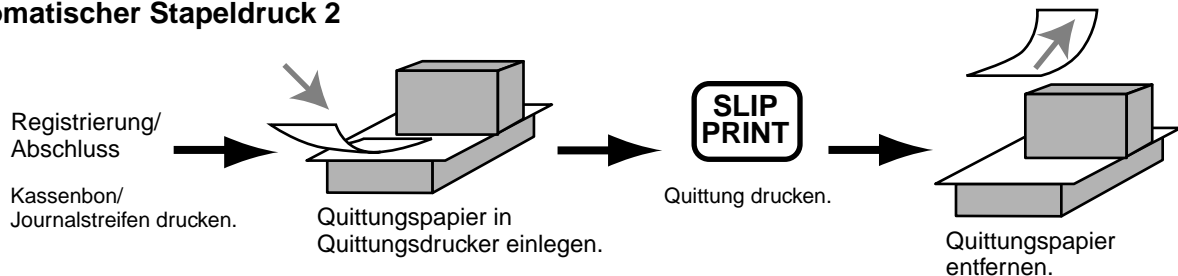 omatischer Stapeldruck 2
Registrierung/
Abschluss
Kassenbon/
Journalstreifen drucken.
Quittungspapier in
Quittungsdrucker einlegen.
SLIP
PRINT
Quittung drucken.
Quittungspapier
entfernen.